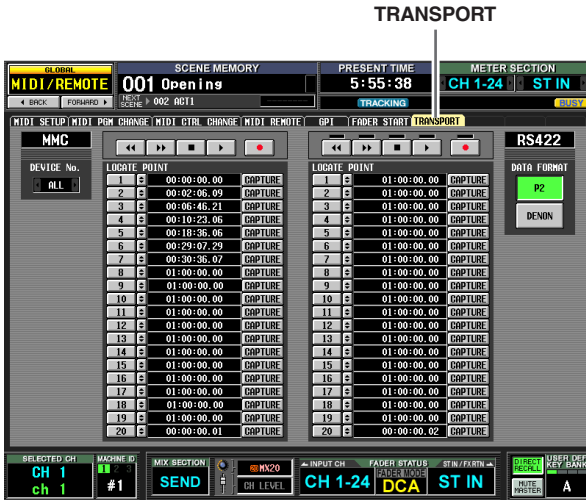 TRANSPORT
GLOBAL
MIDI/REMOTE
BACK FORWARD
SCENE MEMORY
001 Opening
NEXT SCENE 002 ACT1
PRESENT TIME
5:55:38
TRACKING
METER SECTION
CH 1-24 ST IN
BUSY
MIDI SETUP MIDI PGM CHANGE MIDI CTRL CHANGE MIDI REMOTE GPI FADER START TRANSPORT
MMC
DEVICE No.
ALL
LOCATE POINT
1 00:00:00.00 CAPTURE
2 00:02:06.09 CAPTURE
3 00:06:46.21 CAPTURE
4 00:10:23.06 CAPTURE
5 00:18:36.06 CAPTURE
6 00:29:07.29 CAPTURE
7 00:30:36.07 CAPTURE
8 01:00:00.00 CAPTURE
9 01:00:00.00 CAPTURE
10 01:00:00.00 CAPTURE
11 01:00:00.00 CAPTURE
12 01:00:00.00 CAPTURE
13 01:00:00.00 CAPTURE
14 01:00:00.00 CAPTURE
15 01:00:00.00 CAPTURE
16 01:00:00.00 CAPTURE
17 01:00:00.00 CAPTURE
18 01:00:00.00 CAPTURE
19 01:00:00.00 CAPTURE
20 00:00:00.01 CAPTURE
LOCATE POINT
1 01:00:00.00 CAPTURE
2 01:00:00.00 CAPTURE
3 01:00:00.00 CAPTURE
4 01:00:00.00 CAPTURE
5 01:00:00.00 CAPTURE
6 01:00:00.00 CAPTURE
7 01:00:00.00 CAPTURE
8 01:00:00.00 CAPTURE
9 01:00:00.00 CAPTURE
10 01:00:00.00 CAPTURE
11 01:00:00.00 CAPTURE
12 01:00:00.00 CAPTURE
13 01:00:00.00 CAPTURE
14 01:00:00.00 CAPTURE
15 01:00:00.00 CAPTURE
16 01:00:00.00 CAPTURE
17 01:00:00.00 CAPTURE
18 01:00:00.00 CAPTURE
19 01:00:00.00 CAPTURE
20 00:00:00.02 CAPTURE
RS422
DATA FORMAT
P2
DENON
SELECTED CH
CH 1
ch 1
MACHINE ID
1 2 3
#1
MIX SECTION
SEND
MIX20
CH LEVEL
INPUT CH FADER STATUS ST IN/FXRTN
CH 1-24
FADER MODE
DCA
ST IN
DIRECT RECALL
MUTE MASTER
USER DEF
KEY BANK
A